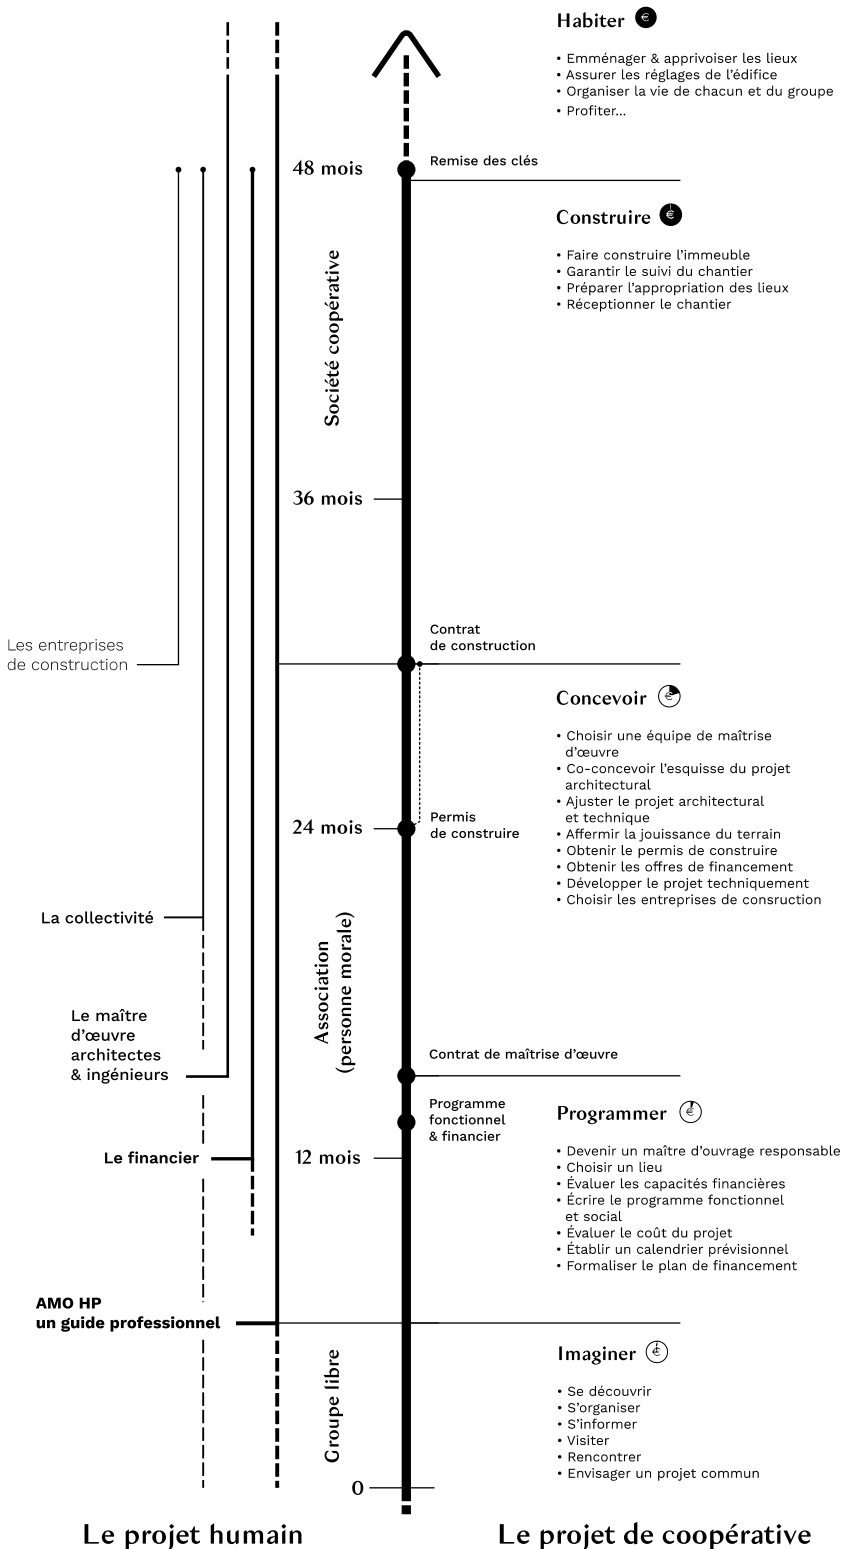 Habiter €
• Emménager & apprivoiser les lieux
• Assurer les réglages de l'édifice
• Organiser la vie de chacun et du groupe
• Profiter...
48 mois
Remise des clés
Construire €
• Faire construire l'immeuble
• Garantir le suivi du chantier
• Préparer l'appropriation des lieux
• Réceptionner le chantier
Société coopérative
36 mois
Contrat
de construction
Les entreprises
de construction
Concevoir €
• Choisir une équipe de maîtrise
d'œuvre
• Co-concevoir l'esquisse du projet
architectural
• Ajuster le projet architectural
et technique
• Affermir la jouissance du terrain
• Obtenir le permis de construire
• Obtenir les offres de financement
• Développer le projet techniquement
• Choisir les entreprises de consruction
24 mois
Permis
de construire
La collectivité
Association
(personne morale)
Le maître
d'œuvre
architectes
& ingénieurs
Contrat de maîtrise d'œuvre
Programme
fonctionnel
& financier
Programmer €
• Devenir un maître d'ouvrage responsable
• Choisir un lieu
• Évaluer les capacités financières
• Écrire le programme fonctionnel
et social
• Évaluer le coût du projet
• Établir un calendrier prévisionnel
• Formaliser le plan de financement
Le financier
12 mois
AMO HP
un guide professionnel
Imaginer €
• Se découvrir
• S'organiser
• S'informer
• Visiter
• Rencontrer
• Envisager un projet commun
Groupe libre
0
Le projet humain
Le projet de coopérative